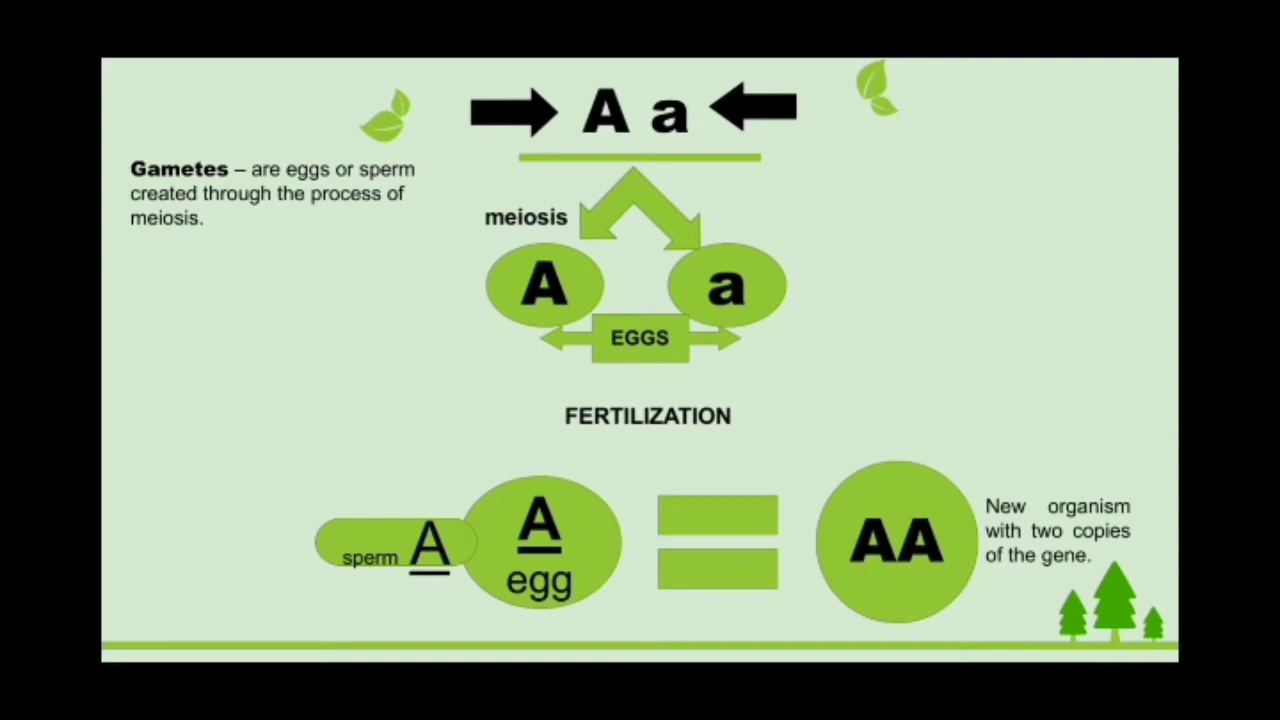 A a
Gametes – are eggs or sperm
created through the process of
meiosis.
meiosis
A a
EGGS
FERTILIZATION
sperm A
A
egg
AA
New organism
with two copies
of the gene.